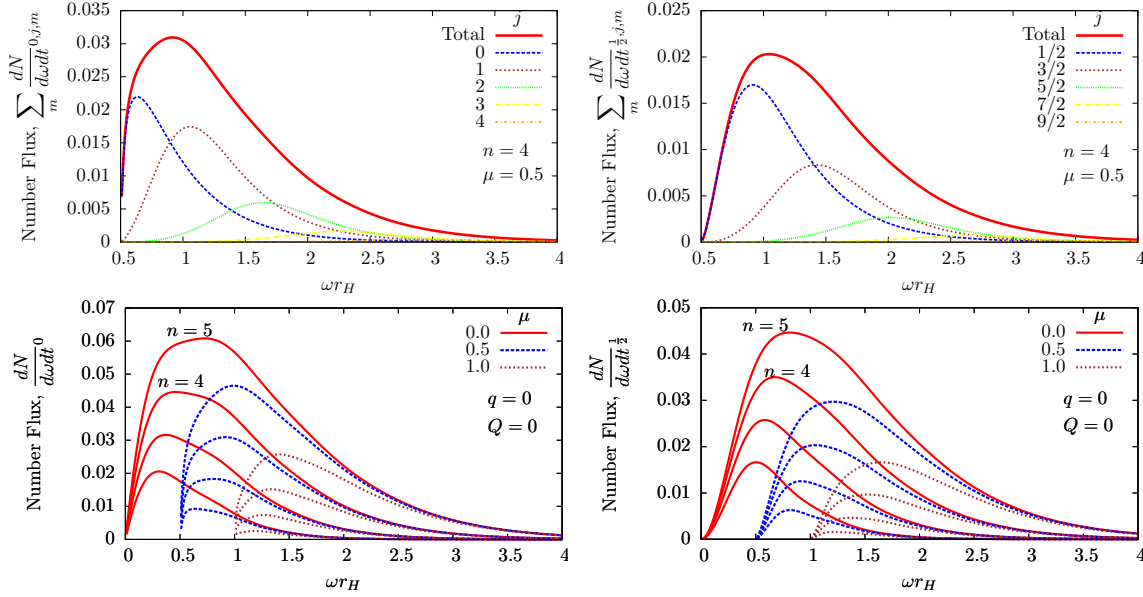 Number Flux, ∑_m dN/dωdt^{0,j,m}
0.035
0.03
0.025
0.02
0.015
0.01
0.005
0
0.5 1 1.5 2 2.5 3 3.5 4
ωr_H
j
Total
0
1
2
3
4
n = 4
μ = 0.5
Number Flux, ∑_m dN/dωdt^{1/2,j,m}
0.025
0.02
0.015
0.01
0.005
0
0.5 1 1.5 2 2.5 3 3.5 4
ωr_H
j
Total
1/2
3/2
5/2
7/2
9/2
n = 4
μ = 0.5
Number Flux, dN/dωdt^0
0.07
0.06
0.05
0.04
0.03
0.02
0.01
0
0 0.5 1 1.5 2 2.5 3 3.5 4
ωr_H
n = 5
n = 4
μ
0.0
0.5
1.0
q = 0
Q = 0
Number Flux, dN/dωdt^{1/2}
0.05
0.04
0.03
0.02
0.01
0
0 0.5 1 1.5 2 2.5 3 3.5 4
ωr_H
n = 5
n = 4
μ
0.0
0.5
1.0
q = 0
Q = 0